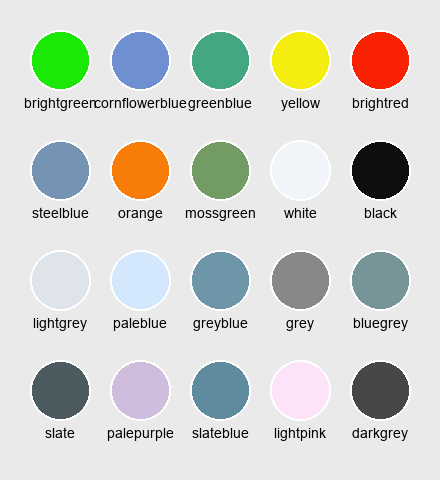 brightgreen cornflowerblue greenblue yellow brightred
steelblue orange mossgreen white black
lightgrey paleblue greyblue grey bluegrey
slate palepurple slateblue lightpink darkgrey